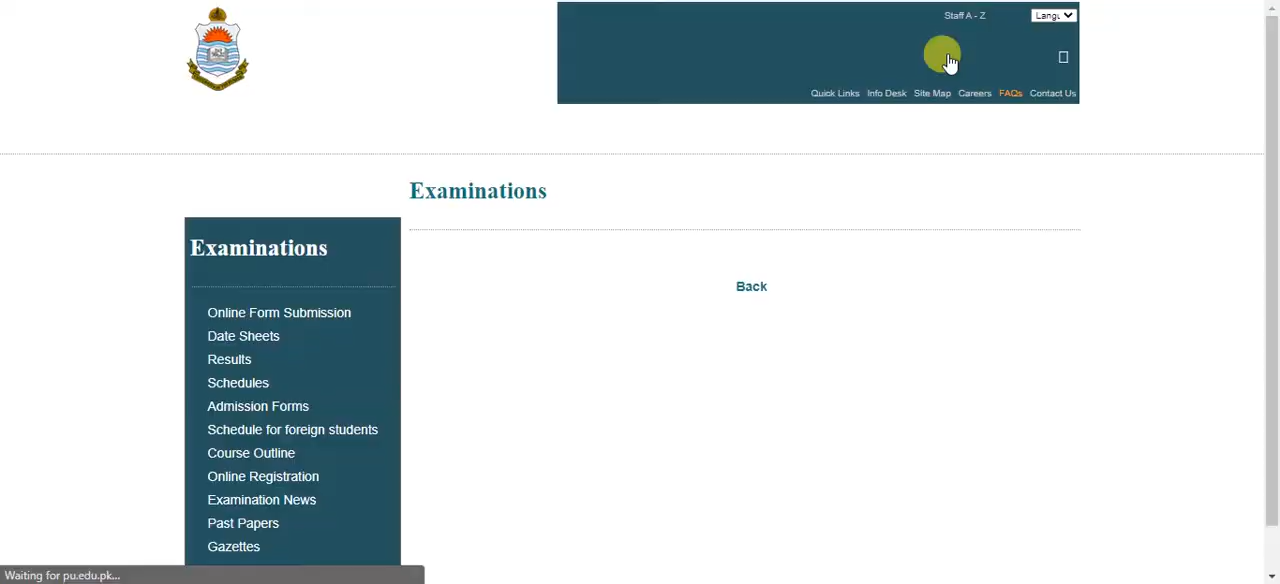 Staff A - Z
Quick Links Info Desk Site Map Careers FAQs Contact Us
Examinations
Examinations
Back
Online Form Submission
Date Sheets
Results
Schedules
Admission Forms
Schedule for foreign students
Course Outline
Online Registration
Examination News
Past Papers
Gazettes
Waiting for pu.edu.pk...